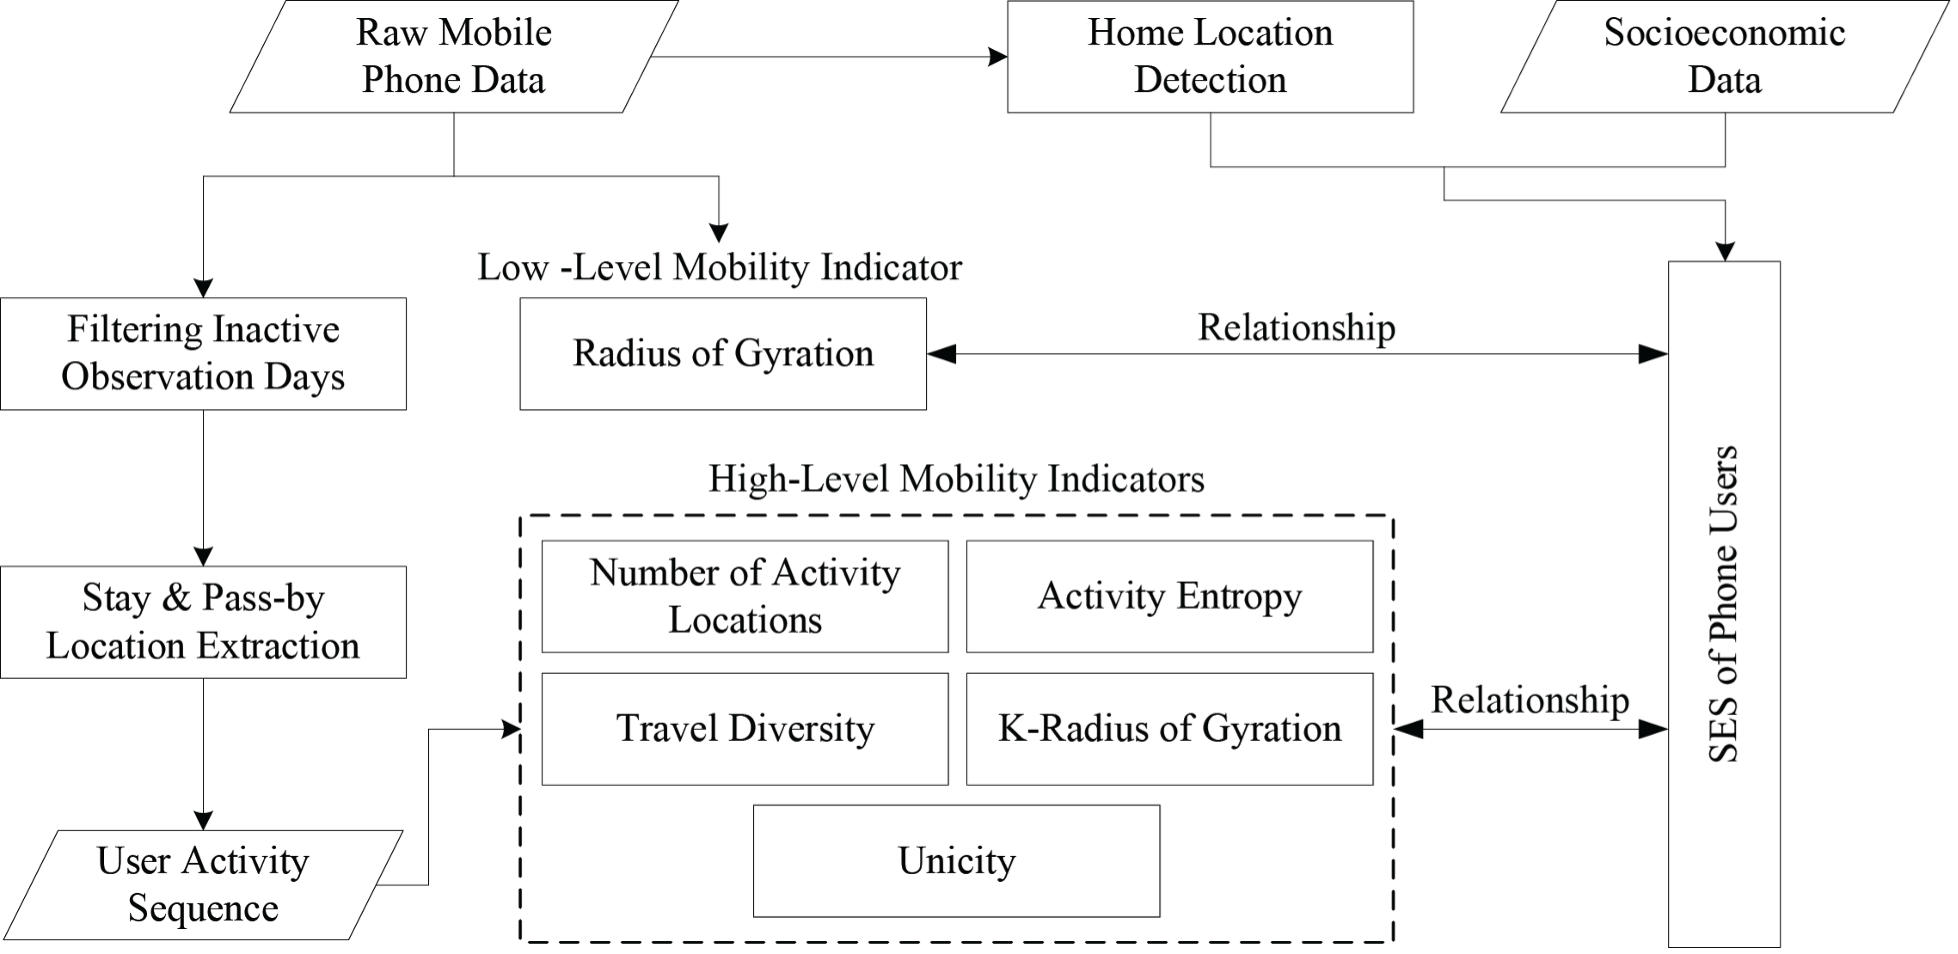 Raw Mobile
Phone Data
Home Location
Detection
Socioeconomic
Data
Low -Level Mobility Indicator
Filtering Inactive
Observation Days
Radius of Gyration
Relationship
High-Level Mobility Indicators
Stay & Pass-by
Location Extraction
Number of Activity
Locations
Activity Entropy
Travel Diversity
K-Radius of Gyration
Relationship
SES of Phone Users
User Activity
Sequence
Unicity